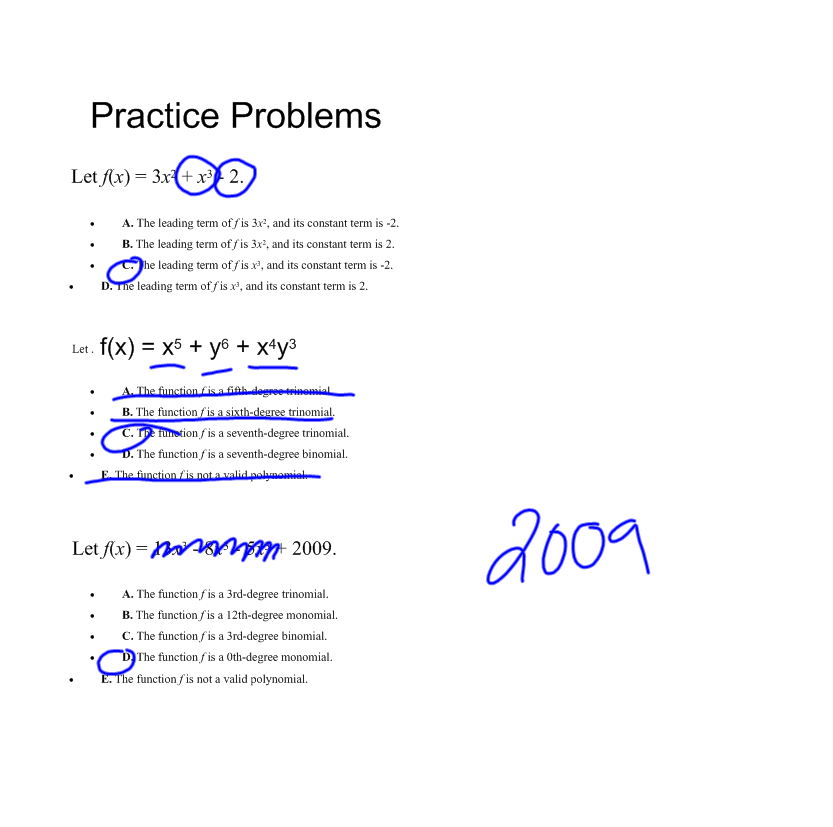 Practice Problems
Let f(x) = 3x² + x³ - 2.
• A. The leading term of f is 3x², and its constant term is -2.
• B. The leading term of f is 3x², and its constant term is 2.
• C. The leading term of f is x³, and its constant term is -2.
• D. The leading term of f is x³, and its constant term is 2.
Let . f(x) = x⁵ + y⁶ + x⁴y³
• A. The function f is a fifth-degree trinomial.
• B. The function f is a sixth-degree trinomial.
• C. The function f is a seventh-degree trinomial.
• D. The function f is a seventh-degree binomial.
• E. The function f is not a valid polynomial.
Let f(x) = + 2009.
2009
• A. The function f is a 3rd-degree trinomial.
• B. The function f is a 12th-degree monomial.
• C. The function f is a 3rd-degree binomial.
• D. The function f is a 0th-degree monomial.
• E. The function f is not a valid polynomial.